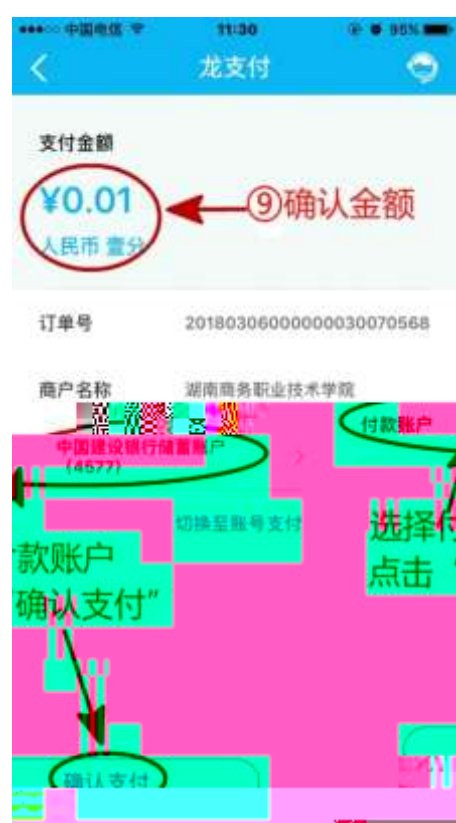 中国电信 11:30 95%
龙支付
支付金额
¥0.01 ⑨确认金额
人民币 壹分
订单号 20180306000000030070568
商户名称 湖南商务职业技术学院
付款账户
中国建设银行储蓄账户
(4577)
切换至账号支付
选择付
款账户
点击“
确认支付”
确认支付